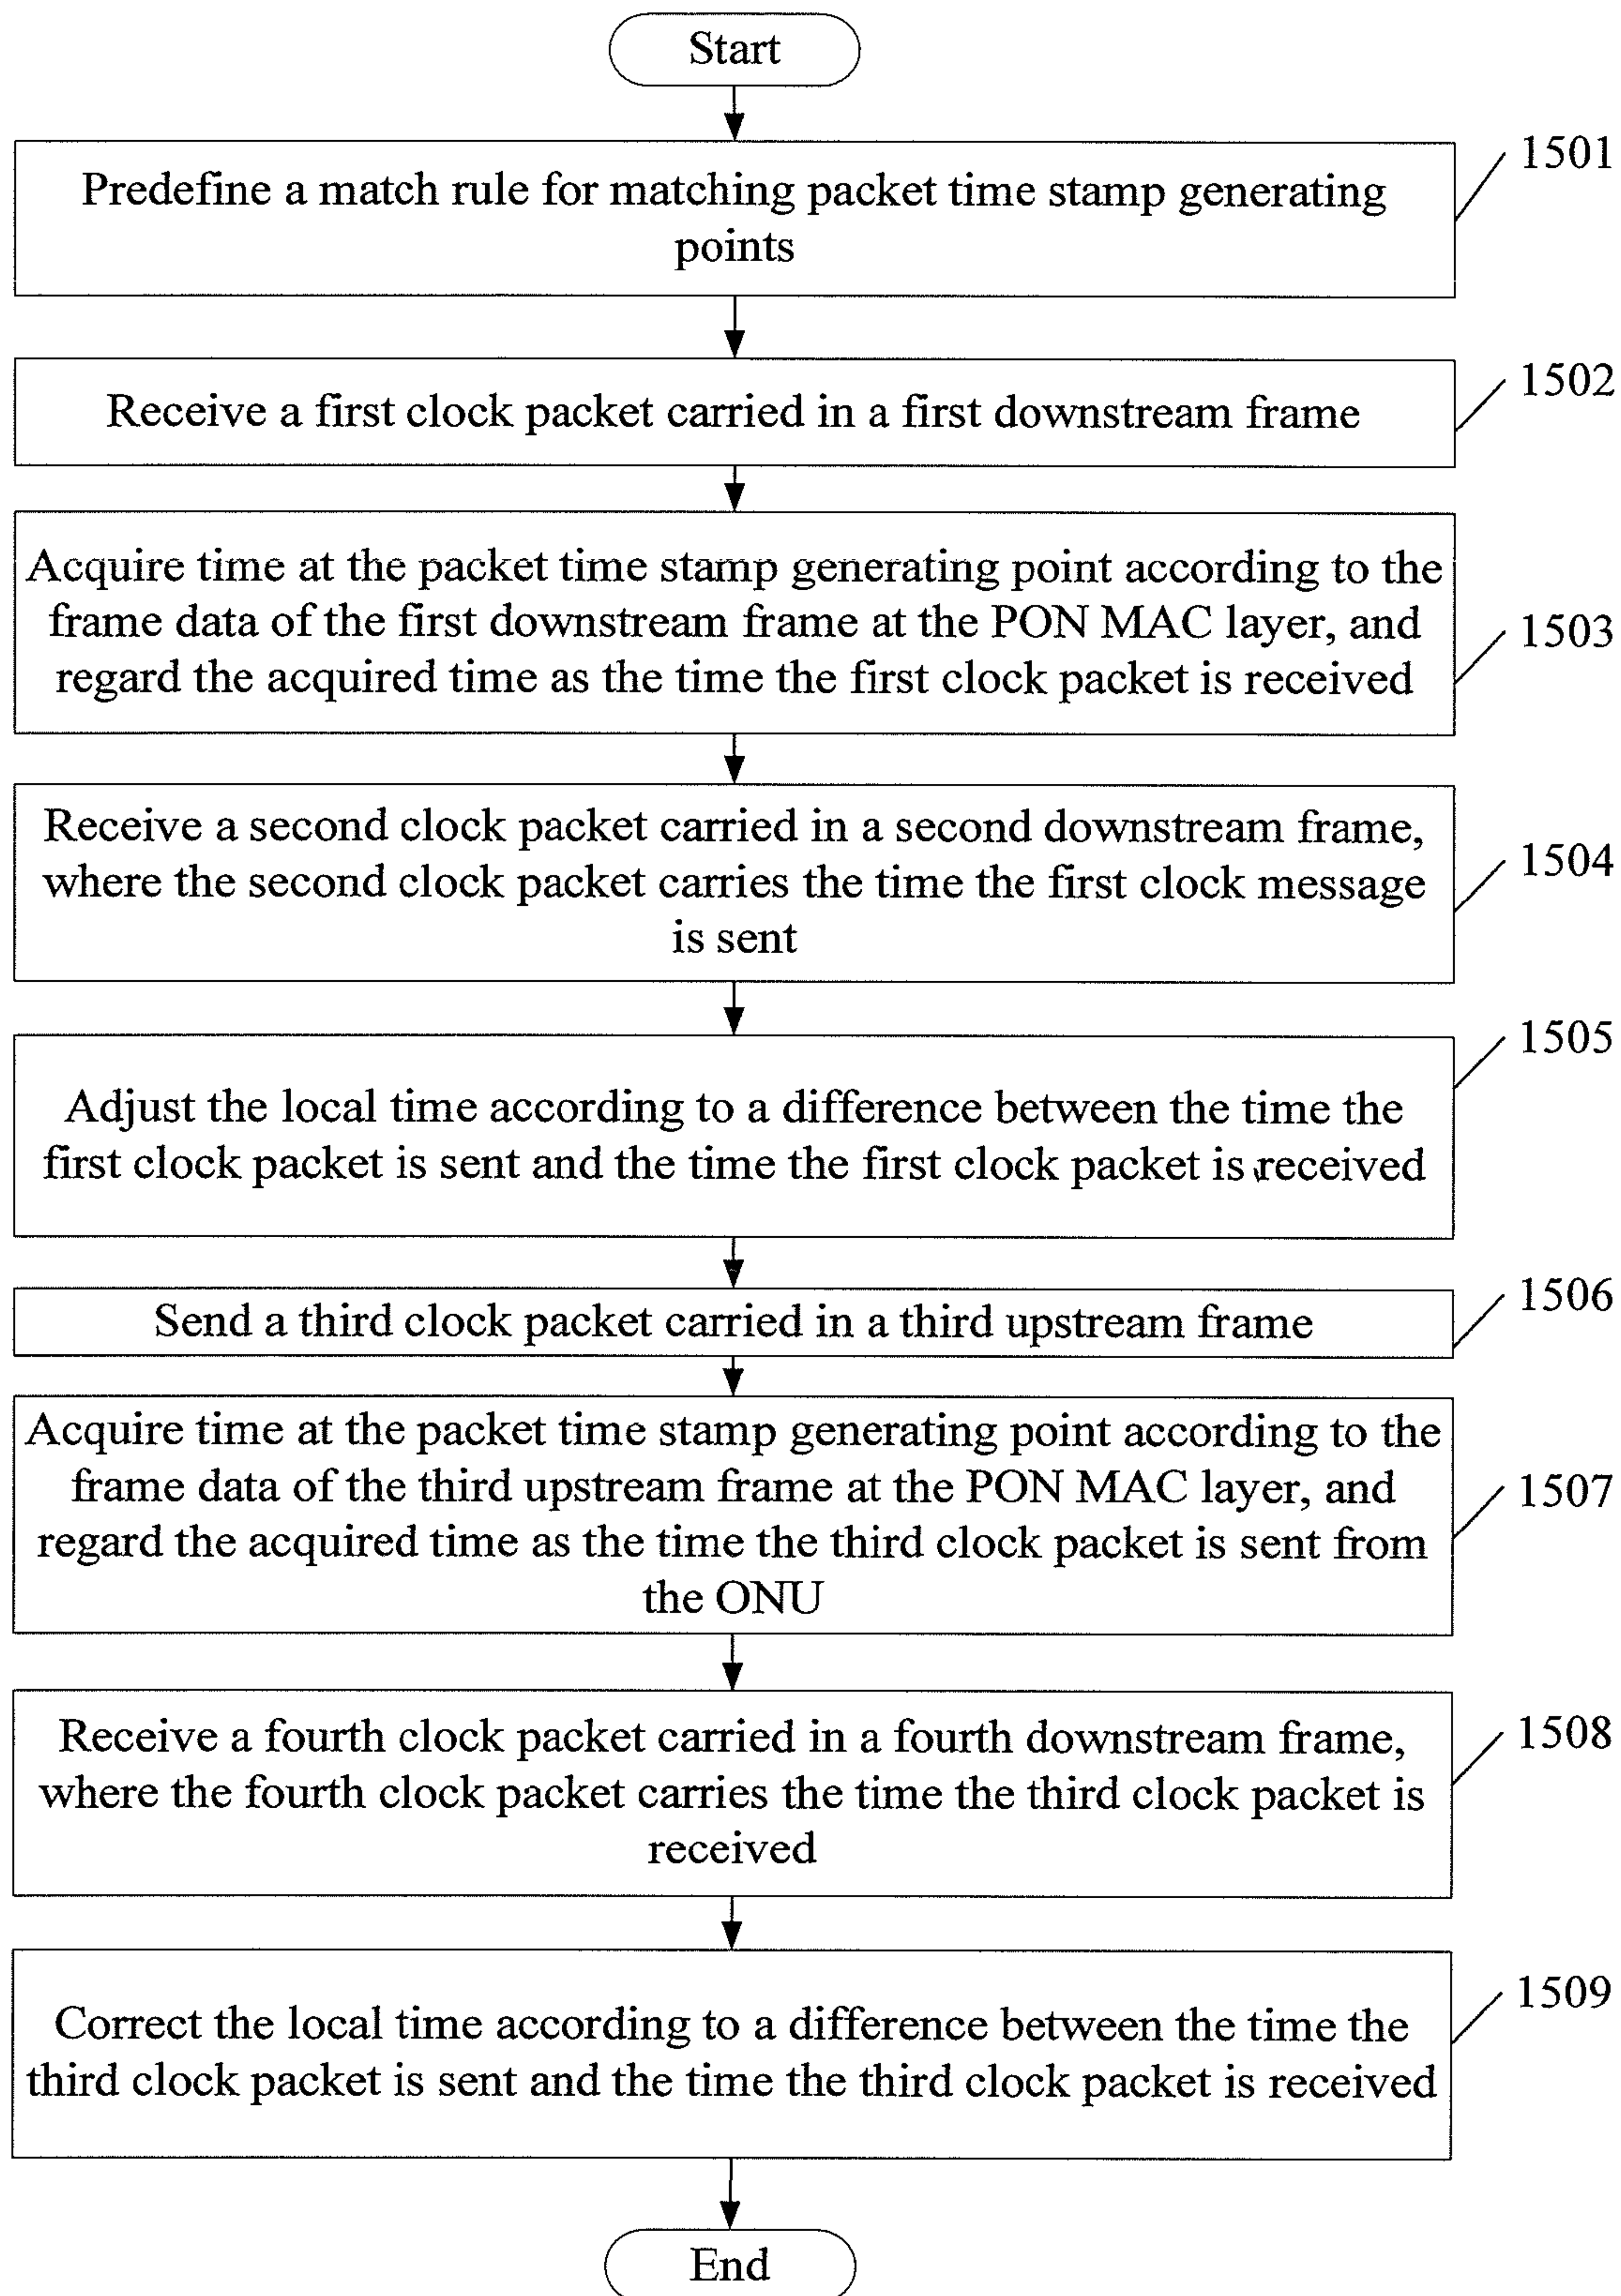 Start
Predefine a match rule for matching packet time stamp generating
points
1501
Receive a first clock packet carried in a first downstream frame
1502
Acquire time at the packet time stamp generating point according to the
frame data of the first downstream frame at the PON MAC layer, and
regard the acquired time as the time the first clock packet is received
1503
Receive a second clock packet carried in a second downstream frame,
where the second clock packet carries the time the first clock message
is sent
1504
Adjust the local time according to a difference between the time the
first clock packet is sent and the time the first clock packet is received
1505
Send a third clock packet carried in a third upstream frame
1506
Acquire time at the packet time stamp generating point according to the
frame data of the third upstream frame at the PON MAC layer, and
regard the acquired time as the time the third clock packet is sent from
the ONU
1507
Receive a fourth clock packet carried in a fourth downstream frame,
where the fourth clock packet carries the time the third clock packet is
received
1508
Correct the local time according to a difference between the time the
third clock packet is sent and the time the third clock packet is received
1509
End